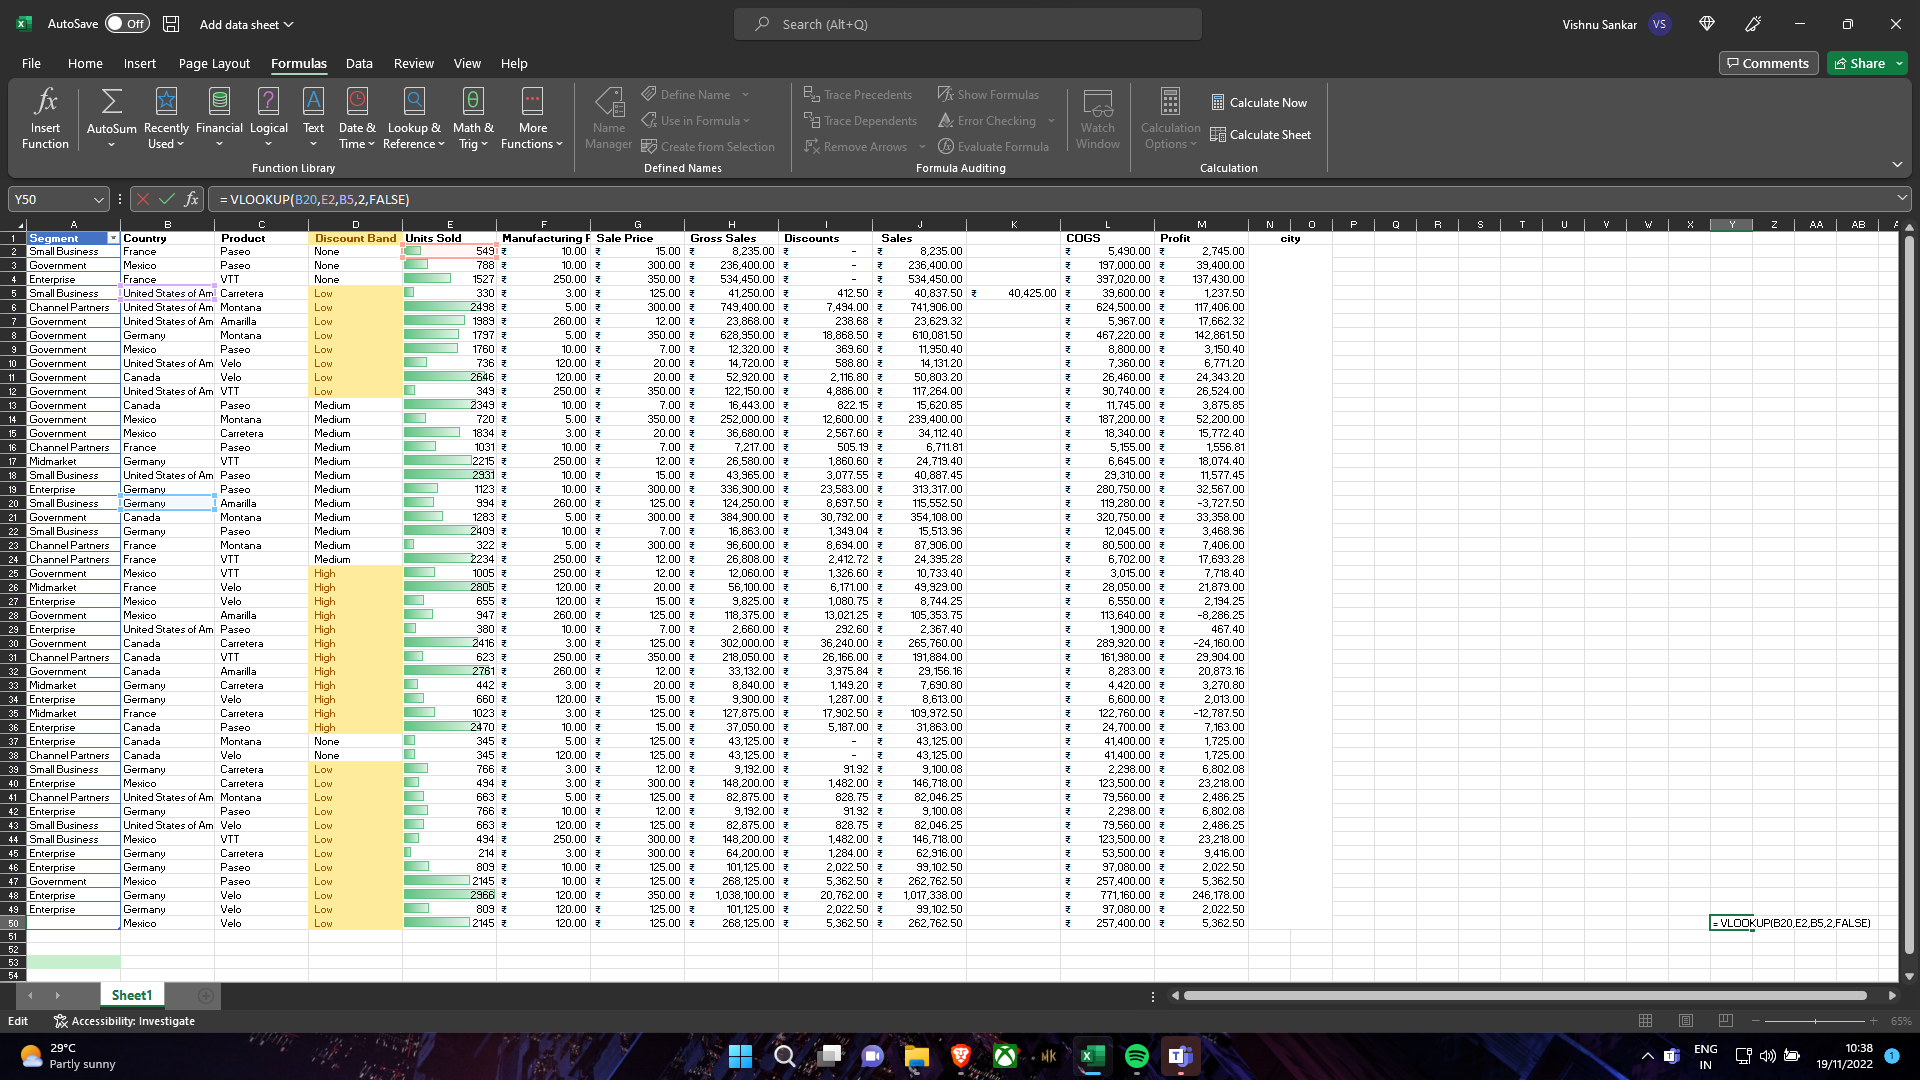 AutoSave Off Add data sheet Search (Alt+Q) Vishnu Sankar VS
File Home Insert Page Layout Formulas Data Review View Help Comments Share
Insert Function AutoSum Recently Used Financial Logical Text Date & Time Lookup & Reference Math & Trig More Functions Name Manager Define Name Use in Formula Create from Selection Trace Precedents Trace Dependents Remove Arrows Show Formulas Error Checking Evaluate Formula Watch Window Calculation Options Calculate Now Calculate Sheet
Function Library Defined Names Formula Auditing Calculation
Y50 fx = VLOOKUP(B20,E2,B5,2,FALSE)
A B C D E F G H I J K L M N O P Q R S T U V W X Y Z AA AB
1 Segment Country Product Discount Band Units Sold Manufacturing P Sale Price Gross Sales Discounts Sales COGS Profit city
2 Small Business France Paseo None 549 ₹ 10.00 ₹ 15.00 ₹ 8,235.00 ₹ - ₹ 8,235.00 ₹ 5,490.00 ₹ 2,745.00
3 Government Mexico Paseo None 788 ₹ 10.00 ₹ 300.00 ₹ 236,400.00 ₹ - ₹ 236,400.00 ₹ 197,000.00 ₹ 39,400.00
4 Enterprise France VTT None 1527 ₹ 250.00 ₹ 350.00 ₹ 534,450.00 ₹ - ₹ 534,450.00 ₹ 397,020.00 ₹ 137,430.00
5 Small Business United States of Am Carretera Low 330 ₹ 3.00 ₹ 125.00 ₹ 41,250.00 ₹ 412.50 ₹ 40,837.50 ₹ 40,425.00 ₹ 39,600.00 ₹ 1,237.50
6 Channel Partners United States of Am Montana Low 2498 ₹ 5.00 ₹ 300.00 ₹ 749,400.00 ₹ 7,494.00 ₹ 741,906.00 ₹ 624,500.00 ₹ 117,406.00
7 Government United States of Am Amarilla Low 1989 ₹ 260.00 ₹ 12.00 ₹ 23,868.00 ₹ 238.68 ₹ 23,629.32 ₹ 5,967.00 ₹ 17,662.32
8 Government Germany Montana Low 1797 ₹ 5.00 ₹ 350.00 ₹ 628,950.00 ₹ 18,868.50 ₹ 610,081.50 ₹ 467,220.00 ₹ 142,861.50
9 Government Mexico Paseo Low 1760 ₹ 10.00 ₹ 7.00 ₹ 12,320.00 ₹ 369.60 ₹ 11,950.40 ₹ 8,800.00 ₹ 3,150.40
10 Government United States of Am Velo Low 736 ₹ 120.00 ₹ 20.00 ₹ 14,720.00 ₹ 588.80 ₹ 14,131.20 ₹ 7,360.00 ₹ 6,771.20
11 Government Canada Velo Low 2646 ₹ 120.00 ₹ 20.00 ₹ 52,920.00 ₹ 2,116.80 ₹ 50,803.20 ₹ 26,460.00 ₹ 24,343.20
12 Government United States of Am VTT Low 349 ₹ 250.00 ₹ 350.00 ₹ 122,150.00 ₹ 4,886.00 ₹ 117,264.00 ₹ 90,740.00 ₹ 26,524.00
13 Government Canada Paseo Medium 2349 ₹ 10.00 ₹ 7.00 ₹ 16,443.00 ₹ 822.15 ₹ 15,620.85 ₹ 11,745.00 ₹ 3,875.85
14 Government Mexico Montana Medium 720 ₹ 5.00 ₹ 350.00 ₹ 252,000.00 ₹ 12,600.00 ₹ 239,400.00 ₹ 187,200.00 ₹ 52,200.00
15 Government Mexico Carretera Medium 1834 ₹ 3.00 ₹ 20.00 ₹ 36,680.00 ₹ 2,567.60 ₹ 34,112.40 ₹ 18,340.00 ₹ 15,772.40
16 Channel Partners France Paseo Medium 1031 ₹ 10.00 ₹ 7.00 ₹ 7,217.00 ₹ 505.19 ₹ 6,711.81 ₹ 5,155.00 ₹ 1,556.81
17 Midmarket Germany VTT Medium 2215 ₹ 250.00 ₹ 12.00 ₹ 26,580.00 ₹ 1,860.60 ₹ 24,719.40 ₹ 6,645.00 ₹ 18,074.40
18 Small Business United States of Am Paseo Medium 2931 ₹ 10.00 ₹ 15.00 ₹ 43,965.00 ₹ 3,077.55 ₹ 40,887.45 ₹ 29,310.00 ₹ 11,577.45
19 Enterprise Germany Paseo Medium 1123 ₹ 10.00 ₹ 300.00 ₹ 336,900.00 ₹ 23,583.00 ₹ 313,317.00 ₹ 280,750.00 ₹ 32,567.00
20 Small Business Germany Amarilla Medium 994 ₹ 260.00 ₹ 125.00 ₹ 124,250.00 ₹ 8,697.50 ₹ 115,552.50 ₹ 119,280.00 ₹ -3,727.50
21 Government Canada Montana Medium 1283 ₹ 5.00 ₹ 300.00 ₹ 384,900.00 ₹ 30,792.00 ₹ 354,108.00 ₹ 320,750.00 ₹ 33,358.00
22 Small Business Germany Paseo Medium 2409 ₹ 10.00 ₹ 7.00 ₹ 16,863.00 ₹ 1,349.04 ₹ 15,513.96 ₹ 12,045.00 ₹ 3,468.96
23 Channel Partners France Montana Medium 322 ₹ 5.00 ₹ 300.00 ₹ 96,600.00 ₹ 8,694.00 ₹ 87,906.00 ₹ 80,500.00 ₹ 7,406.00
24 Channel Partners France VTT Medium 2234 ₹ 250.00 ₹ 12.00 ₹ 26,808.00 ₹ 2,412.72 ₹ 24,395.28 ₹ 6,702.00 ₹ 17,693.28
25 Government Mexico VTT High 1005 ₹ 250.00 ₹ 12.00 ₹ 12,060.00 ₹ 1,326.60 ₹ 10,733.40 ₹ 3,015.00 ₹ 7,718.40
26 Midmarket France Velo High 2805 ₹ 120.00 ₹ 20.00 ₹ 56,100.00 ₹ 6,171.00 ₹ 49,929.00 ₹ 28,050.00 ₹ 21,879.00
27 Enterprise Mexico Velo High 655 ₹ 120.00 ₹ 15.00 ₹ 9,825.00 ₹ 1,080.75 ₹ 8,744.25 ₹ 6,550.00 ₹ 2,194.25
28 Government Mexico Amarilla High 947 ₹ 260.00 ₹ 125.00 ₹ 118,375.00 ₹ 13,021.25 ₹ 105,353.75 ₹ 113,640.00 ₹ -8,286.25
29 Enterprise United States of Am Paseo High 380 ₹ 10.00 ₹ 7.00 ₹ 2,660.00 ₹ 292.60 ₹ 2,367.40 ₹ 1,900.00 ₹ 467.40
30 Government Canada Carretera High 2416 ₹ 3.00 ₹ 125.00 ₹ 302,000.00 ₹ 36,240.00 ₹ 265,760.00 ₹ 289,920.00 ₹ -24,160.00
31 Channel Partners Canada VTT High 623 ₹ 250.00 ₹ 350.00 ₹ 218,050.00 ₹ 26,166.00 ₹ 191,884.00 ₹ 161,980.00 ₹ 29,904.00
32 Government Canada Amarilla High 2761 ₹ 260.00 ₹ 12.00 ₹ 33,132.00 ₹ 3,975.84 ₹ 29,156.16 ₹ 8,283.00 ₹ 20,873.16
33 Midmarket Germany Carretera High 442 ₹ 3.00 ₹ 20.00 ₹ 8,840.00 ₹ 1,149.20 ₹ 7,690.80 ₹ 4,420.00 ₹ 3,270.80
34 Enterprise Germany Velo High 660 ₹ 120.00 ₹ 15.00 ₹ 9,900.00 ₹ 1,287.00 ₹ 8,613.00 ₹ 6,600.00 ₹ 2,013.00
35 Midmarket France Carretera High 1023 ₹ 3.00 ₹ 125.00 ₹ 127,875.00 ₹ 17,902.50 ₹ 109,972.50 ₹ 122,760.00 ₹ -12,787.50
36 Enterprise Canada Paseo High 2470 ₹ 10.00 ₹ 15.00 ₹ 37,050.00 ₹ 5,187.00 ₹ 31,863.00 ₹ 24,700.00 ₹ 7,163.00
37 Enterprise Canada Montana None 345 ₹ 5.00 ₹ 125.00 ₹ 43,125.00 ₹ - ₹ 43,125.00 ₹ 41,400.00 ₹ 1,725.00
38 Channel Partners Canada Velo None 345 ₹ 120.00 ₹ 125.00 ₹ 43,125.00 ₹ - ₹ 43,125.00 ₹ 41,400.00 ₹ 1,725.00
39 Small Business Germany Carretera Low 766 ₹ 3.00 ₹ 12.00 ₹ 9,192.00 ₹ 91.92 ₹ 9,100.08 ₹ 2,298.00 ₹ 6,802.08
40 Enterprise Mexico Carretera Low 494 ₹ 3.00 ₹ 300.00 ₹ 148,200.00 ₹ 1,482.00 ₹ 146,718.00 ₹ 123,500.00 ₹ 23,218.00
41 Channel Partners United States of Am Montana Low 663 ₹ 5.00 ₹ 125.00 ₹ 82,875.00 ₹ 828.75 ₹ 82,046.25 ₹ 79,560.00 ₹ 2,486.25
42 Enterprise Germany Paseo Low 766 ₹ 10.00 ₹ 12.00 ₹ 9,192.00 ₹ 91.92 ₹ 9,100.08 ₹ 2,298.00 ₹ 6,802.08
43 Small Business United States of Am Velo Low 663 ₹ 120.00 ₹ 125.00 ₹ 82,875.00 ₹ 828.75 ₹ 82,046.25 ₹ 79,560.00 ₹ 2,486.25
44 Small Business Mexico VTT Low 494 ₹ 250.00 ₹ 300.00 ₹ 148,200.00 ₹ 1,482.00 ₹ 146,718.00 ₹ 123,500.00 ₹ 23,218.00
45 Enterprise Germany Carretera Low 214 ₹ 3.00 ₹ 300.00 ₹ 64,200.00 ₹ 1,284.00 ₹ 62,916.00 ₹ 53,500.00 ₹ 9,416.00
46 Enterprise Germany Paseo Low 809 ₹ 10.00 ₹ 125.00 ₹ 101,125.00 ₹ 2,022.50 ₹ 99,102.50 ₹ 97,080.00 ₹ 2,022.50
47 Government Mexico Paseo Low 2145 ₹ 10.00 ₹ 125.00 ₹ 268,125.00 ₹ 5,362.50 ₹ 262,762.50 ₹ 257,400.00 ₹ 5,362.50
48 Enterprise Germany Velo Low 2966 ₹ 120.00 ₹ 350.00 ₹ 1,038,100.00 ₹ 20,762.00 ₹ 1,017,338.00 ₹ 771,160.00 ₹ 246,178.00
49 Enterprise Germany Velo Low 809 ₹ 120.00 ₹ 125.00 ₹ 101,125.00 ₹ 2,022.50 ₹ 99,102.50 ₹ 97,080.00 ₹ 2,022.50
50 Mexico Velo Low 2145 ₹ 120.00 ₹ 125.00 ₹ 268,125.00 ₹ 5,362.50 ₹ 262,762.50 ₹ 257,400.00 ₹ 5,362.50 = VLOOKUP(B20,E2,B5,2,FALSE)
51
52
53
54
Sheet1
Edit Accessibility: Investigate 65%
29°C ENG 10:38
Partly sunny IN 19/11/2022 1